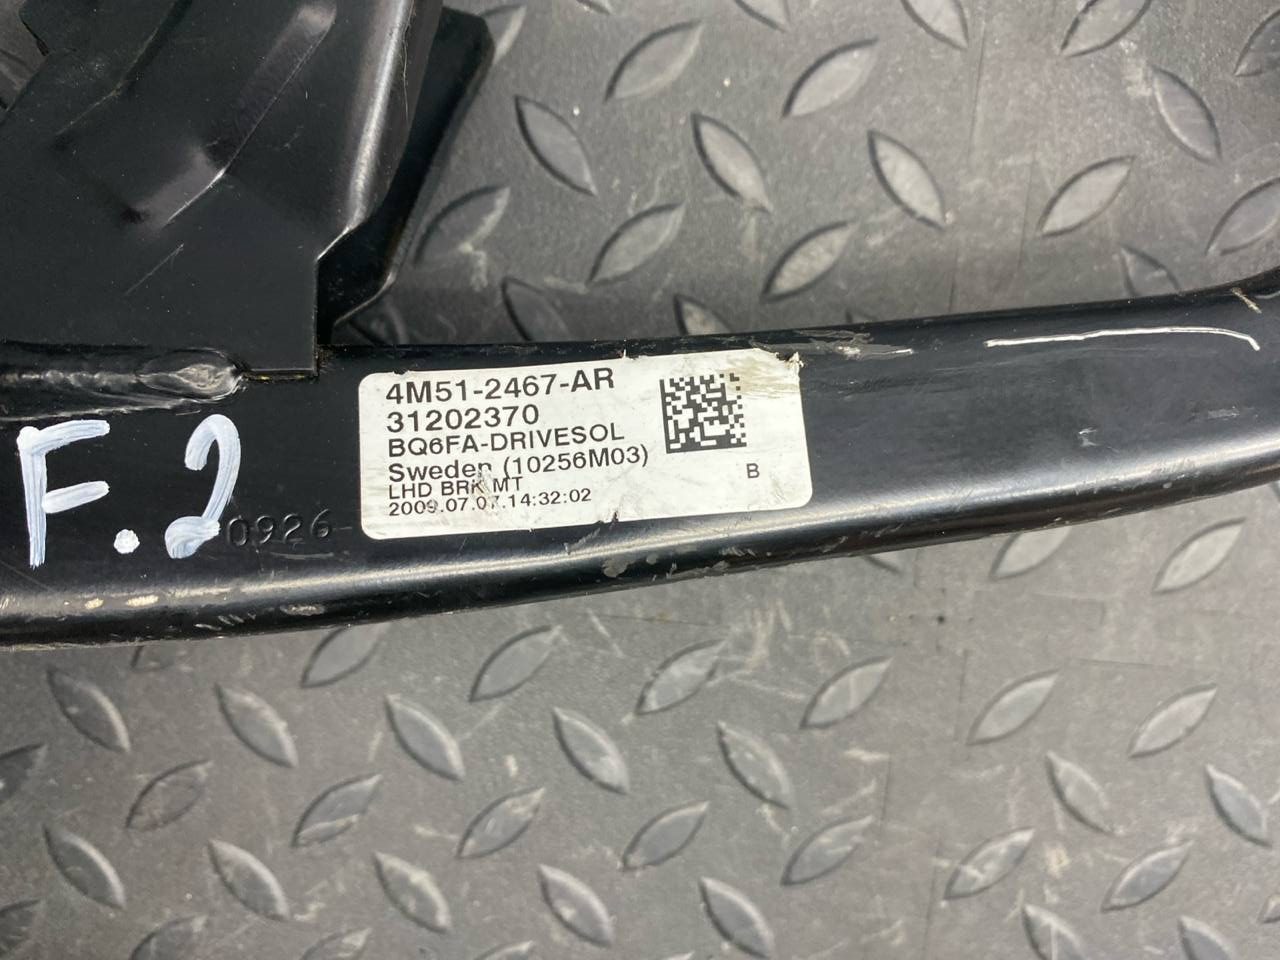 4M51-2467-AR
31202370
BQ6FA-DRIVESOL
Sweden (10256M03)
LHD BRK MT
2009.07.07.14:32:02
B
F.2
0926-